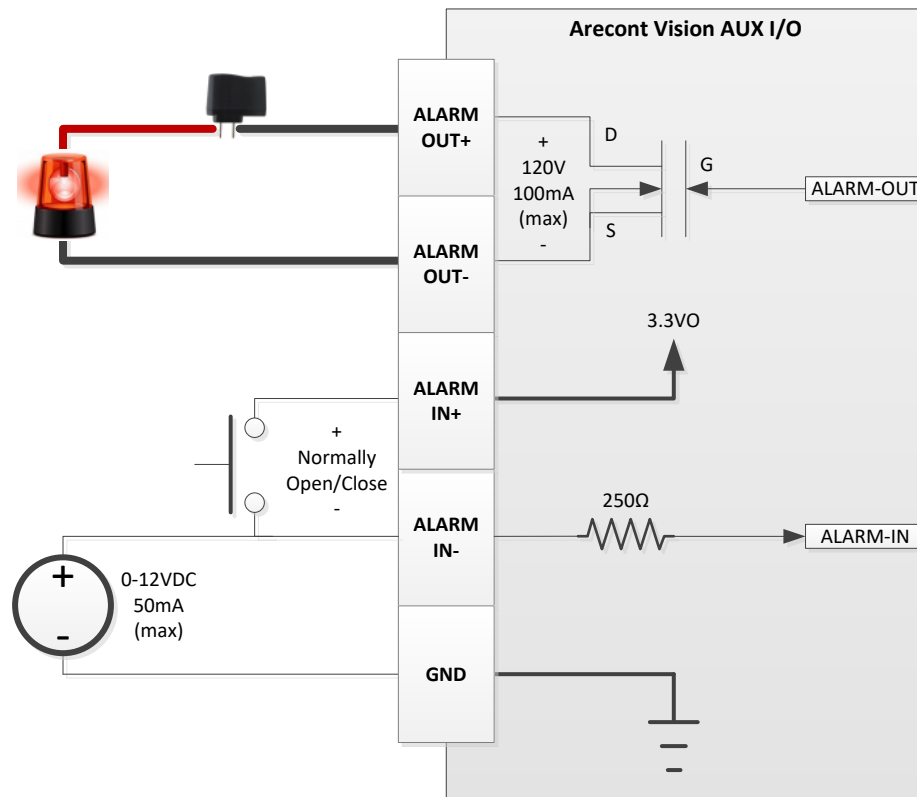 Arecont Vision AUX I/O
ALARM
OUT+
+
120V
100mA
(max)
-
D
G
S
ALARM-OUT
ALARM
OUT-
3.3VO
ALARM
IN+
+
Normally
Open/Close
-
250Ω
ALARM
IN-
ALARM-IN
+
-
0-12VDC
50mA
(max)
GND